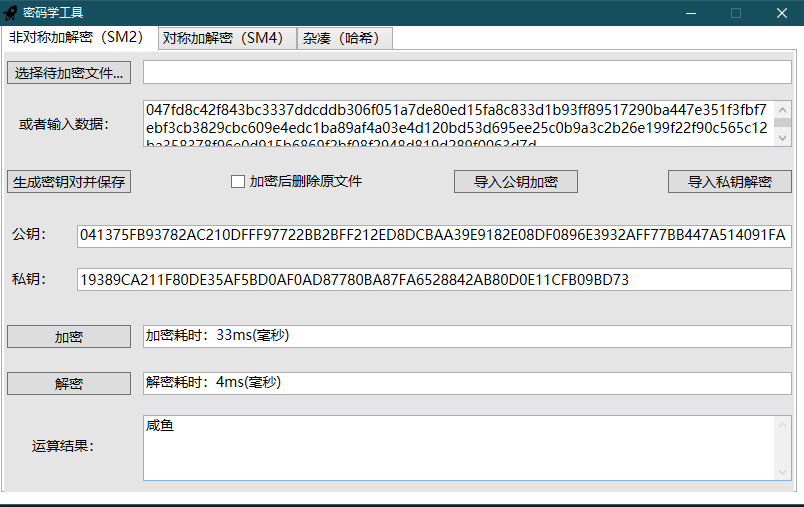 密码学工具
非对称加解密（SM2） 对称加解密（SM4） 杂凑（哈希）
选择待加密文件...
或者输入数据：
047fd8c42f843bc3337ddcddb306f051a7de80ed15fa8c833d1b93ff89517290ba447e351f3fbf7
ebf3cb3829cbc609e4edc1ba89af4a03e4d120bd53d695ee25c0b9a3c2b26e199f22f90c565c12
ba358378f96e0d915b6869f2bf08f2948d819d289f0063d7d
生成密钥对并保存 加密后删除原文件 导入公钥加密 导入私钥解密
公钥： 041375FB93782AC210DFFF97722BB2BFF212ED8DCBAA39E9182E08DF0896E3932AFF77BB447A514091FA
私钥： 19389CA211F80DE35AF5BD0AF0AD87780BA87FA6528842AB80D0E11CFB09BD73
加密 加密耗时：33ms(毫秒)
解密 解密耗时：4ms(毫秒)
运算结果： 咸鱼